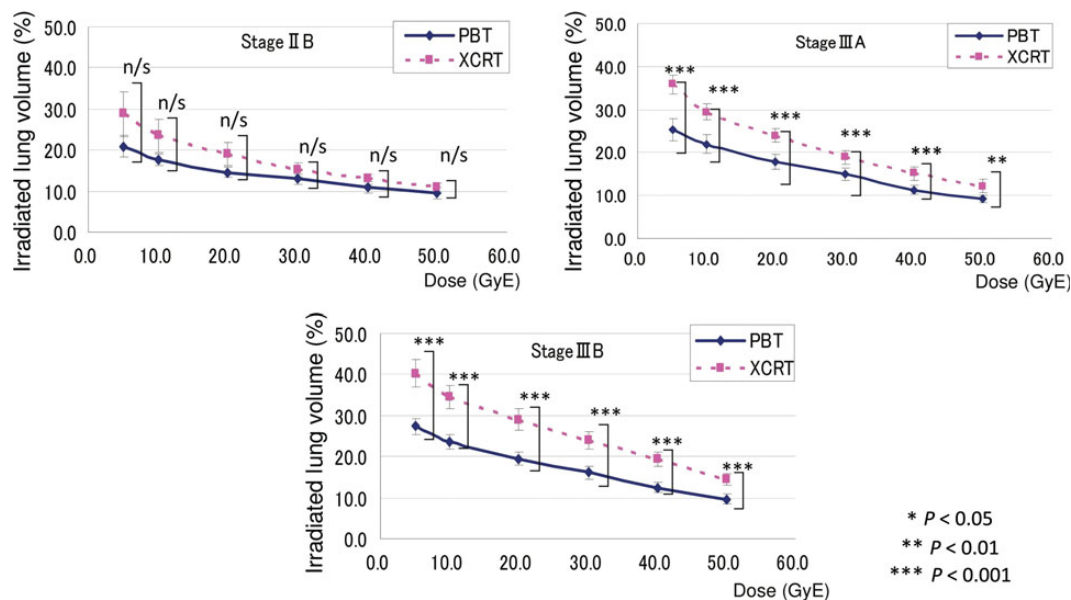 50.0
Stage ⅡB
PBT
XCRT
40.0
30.0
20.0
10.0
0.0
Irradiated lung volume (%)
n/s
n/s
n/s
n/s
n/s
n/s
0.0 10.0 20.0 30.0 40.0 50.0 60.0
Dose (GyE)
50.0
Stage ⅢA
PBT
XCRT
40.0
30.0
20.0
10.0
0.0
Irradiated lung volume (%)
***
***
***
***
***
**
0.0 10.0 20.0 30.0 40.0 50.0 60.0
Dose (GyE)
50.0
Stage ⅢB
PBT
XCRT
40.0
30.0
20.0
10.0
0.0
Irradiated lung volume (%)
***
***
***
***
***
***
0.0 10.0 20.0 30.0 40.0 50.0 60.0
Dose (GyE)
* P < 0.05
** P < 0.01
*** P < 0.001